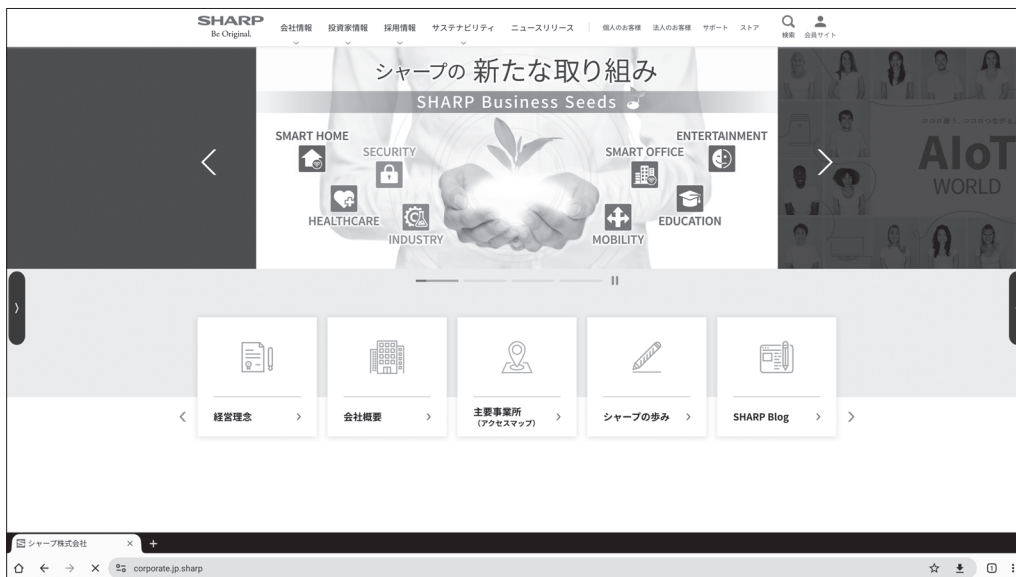 SHARP
Be Original.
会社情報 投資家情報 採用情報 サステナビリティ ニュースリリース 個人のお客様 法人のお客様 サポート ストア 検索 会員サイト
シャープの 新たな取り組み
SHARP Business Seeds
SMART HOME
SECURITY
HEALTHCARE
INDUSTRY
SMART OFFICE
ENTERTAINMENT
EDUCATION
MOBILITY
AIoT
WORLD
経営理念
会社概要
主要事業所
(アクセスマップ)
シャープの歩み
SHARP Blog
シャープ株式会社
corporate.jp.sharp
1